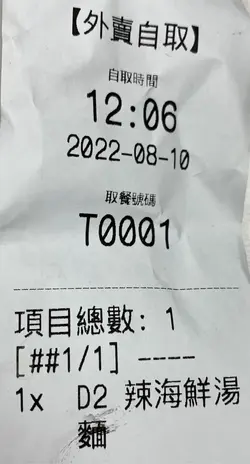 【外賣自取】
自取時間
12:06
2022-08-10
取餐號碼
T0001
項目總數: 1
[##1/1] ----
1x D2 辣海鮮湯
麵